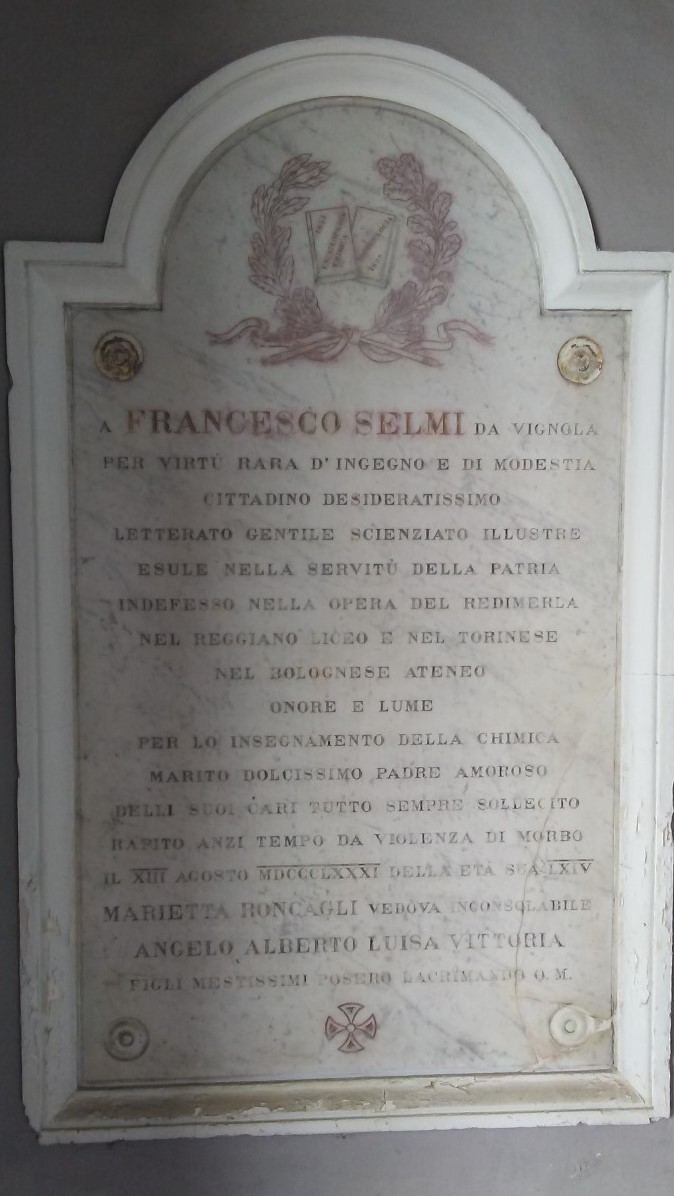 ENCICLOPEDIA
CHIMICA
TOSSICOLOGIA
A FRANCESCO SELMI DA VIGNOLA
PER VIRTÙ RARA D'INGEGNO E DI MODESTIA
CITTADINO DESIDERATISSIMO
LETTERATO GENTILE SCIENZIATO ILLUSTRE
ESULE NELLA SERVITÙ DELLA PATRIA
INDEFESSO NELLA OPERA DEL REDIMERLA
NEL REGGIANO LICEO E NEL TORINESE
NEL BOLOGNESE ATENEO
ONORE E LUME
PER LO INSEGNAMENTO DELLA CHIMICA
MARITO DOLCISSIMO PADRE AMOROSO
DELLI SUOI CARI TUTTO SEMPRE SOLLECITO
RAPITO ANZI TEMPO DA VIOLENZA DI MORBO
IL XIII AGOSTO MDCCCLXXXI DELLA ETÀ SUA LXIV
MARIETTA RONCAGLI VEDOVA INCONSOLABILE
ANGELO ALBERTO LUISA VITTORIA
FIGLI MESTISSIMI POSERO LACRIMANDO O. M.